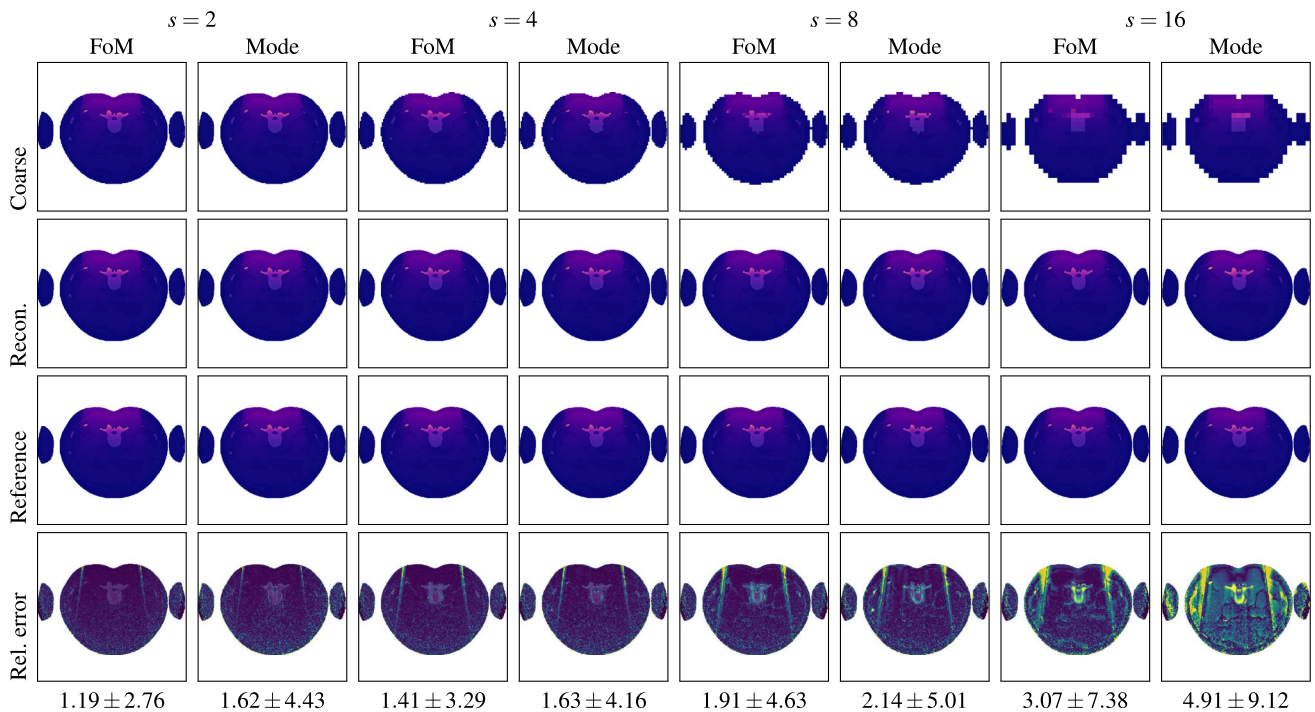 s = 2 s = 4 s = 8 s = 16
FoM Mode FoM Mode FoM Mode FoM Mode
Coarse
Recon.
Reference
Rel. error
1.19 ± 2.76 1.62 ± 4.43 1.41 ± 3.29 1.63 ± 4.16 1.91 ± 4.63 2.14 ± 5.01 3.07 ± 7.38 4.91 ± 9.12